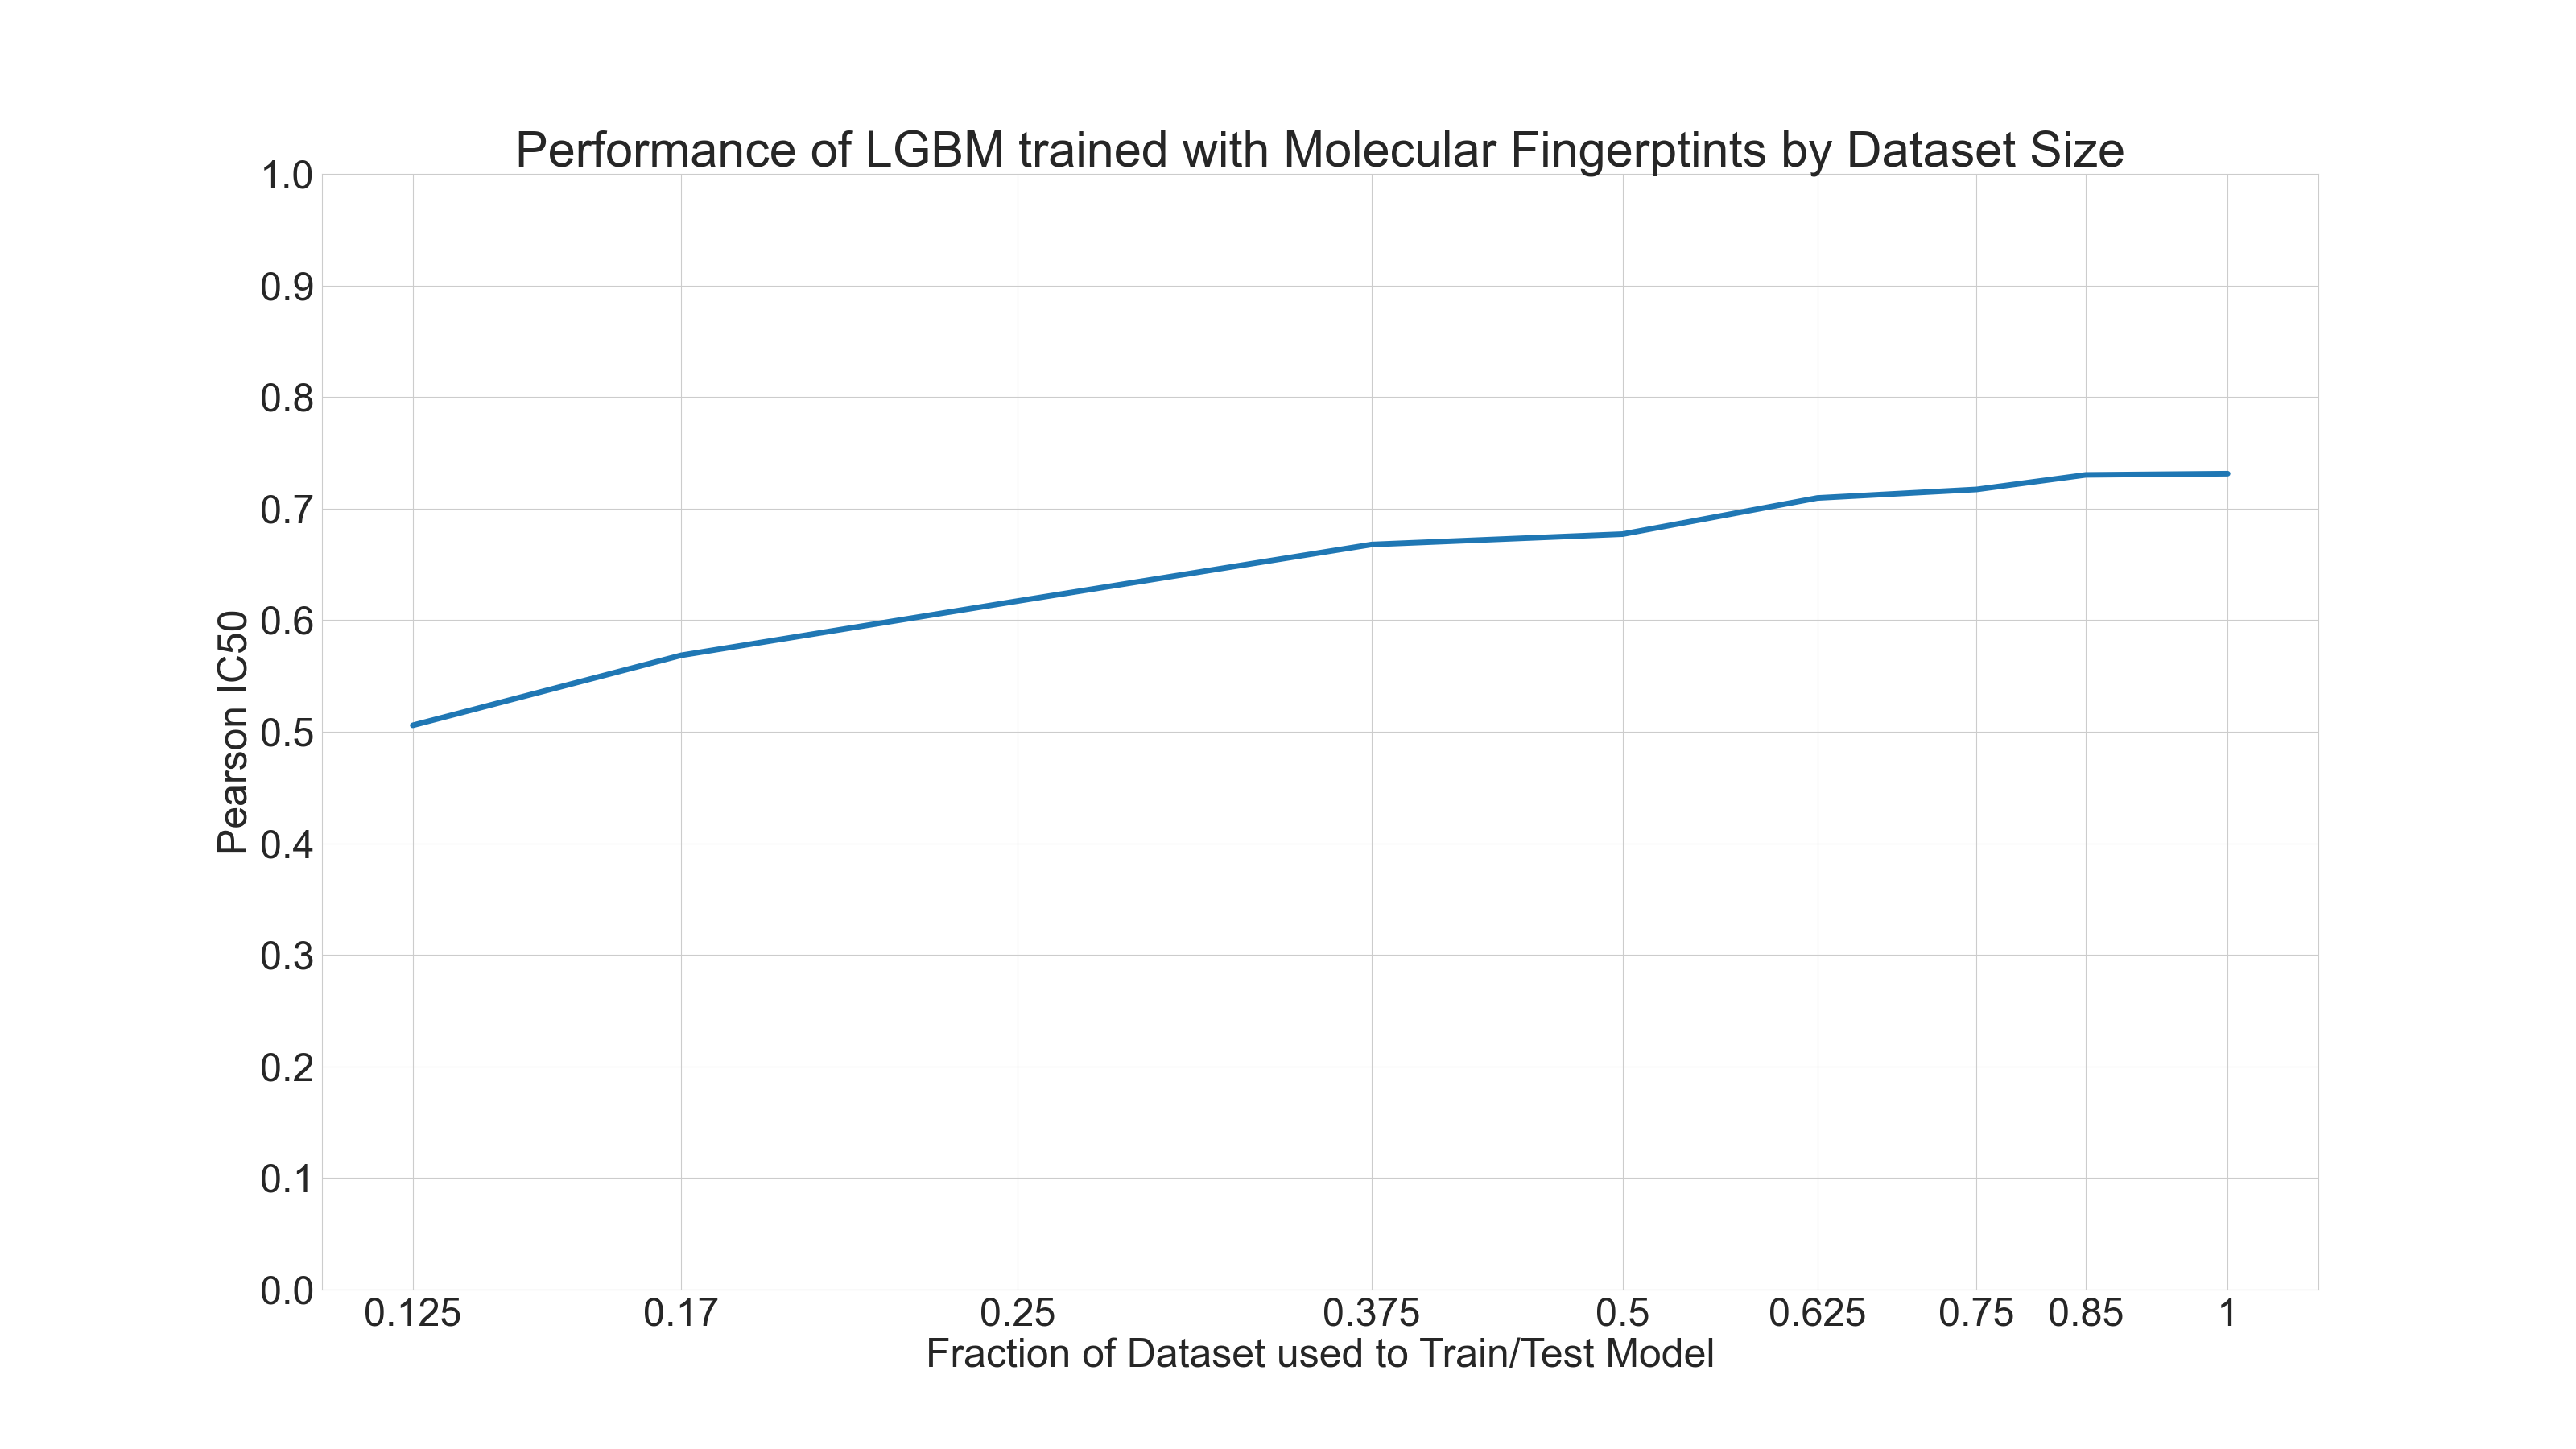 Performance of LGBM trained with Molecular Fingerptints by Dataset Size
1.0
0.9
0.8
0.7
0.6
0.5
0.4
0.3
0.2
0.1
0.0
Pearson IC50
0.125 0.17 0.25 0.375 0.5 0.625 0.75 0.85 1
Fraction of Dataset used to Train/Test Model